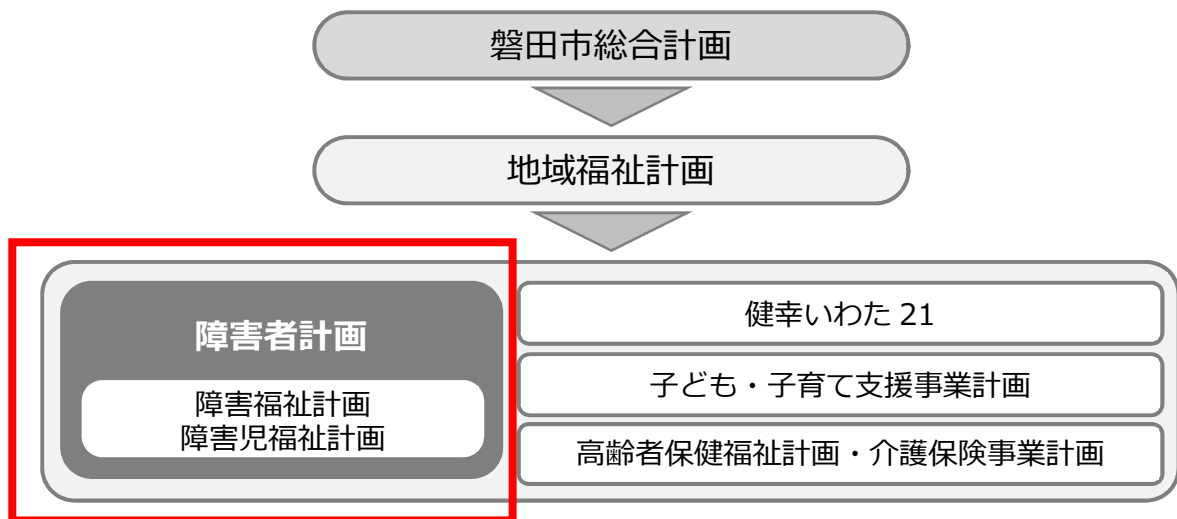 磐田市総合計画
地域福祉計画
障害者計画
障害福祉計画
障害児福祉計画
健幸いわた 21
子ども・子育て支援事業計画
高齢者保健福祉計画・介護保険事業計画